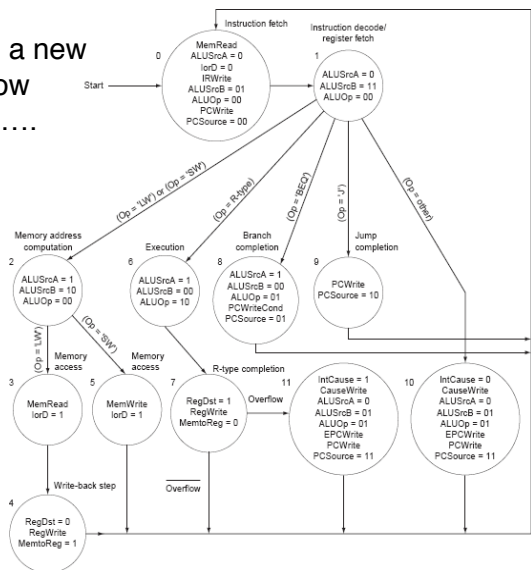 a new
ow
....
Instruction fetch
0
MemRead
ALUSrcA = 0
IorD = 0
IRWrite
ALUSrcB = 01
ALUOp = 00
PCWrite
PCSource = 00
Start
Instruction decode/
register fetch
1
ALUSrcA = 0
ALUSrcB = 11
ALUOp = 00
(Op = 'LW') or (Op = 'SW')
(Op = R-type)
(Op = 'BEQ')
(Op = 'J')
(Op = other)
Memory address
computation
2
ALUSrcA = 1
ALUSrcB = 10
ALUOp = 00
Execution
6
ALUSrcA = 1
ALUSrcB = 00
ALUOp = 10
Branch
completion
8
ALUSrcA = 1
ALUSrcB = 00
ALUOp = 01
PCWriteCond
PCSource = 01
Jump
completion
9
PCWrite
PCSource = 10
(Op = 'LW')
(Op = 'SW')
Memory
access
3
MemRead
IorD = 1
Memory
access
5
MemWrite
IorD = 1
R-type completion
7
RegDst = 1
RegWrite
MemtoReg = 0
Overflow
Overflow
11
IntCause = 1
CauseWrite
ALUSrcA = 0
ALUSrcB = 01
ALUOp = 01
EPCWrite
PCWrite
PCSource = 11
10
IntCause = 0
CauseWrite
ALUSrcA = 0
ALUSrcB = 01
ALUOp = 01
EPCWrite
PCWrite
PCSource = 11
Write-back step
4
RegDst = 0
RegWrite
MemtoReg = 1